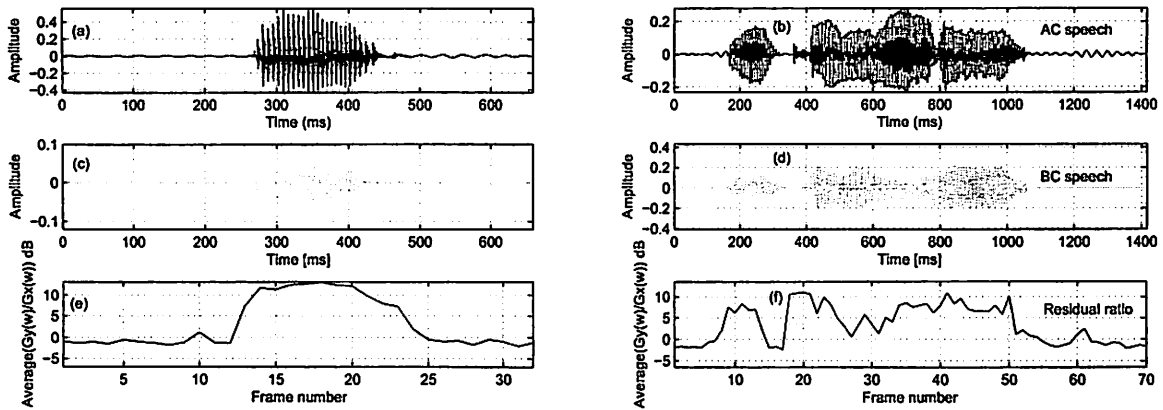 (a)
Amplitude
0.4
0.2
0
−0.2
−0.4
0 100 200 300 400 500 600
Time (ms)
(b)
AC speech
Amplitude
0.2
0
−0.2
0 200 400 600 800 1000 1200 1400
Time (ms)
(c)
Amplitude
0.1
0
−0.1
0 100 200 300 400 500 600
Time [ms]
(d)
BC speech
Amplitude
0.4
0.2
0
−0.2
0.4
0 200 400 600 800 1000 1200 1400
Time [ms]
(e)
Average(Gy(w)/Gx(w)) dB
10
5
0
−5
5 10 15 20 25 30
Frame number
(f)
Residual ratio
Average(Gy(w)/Gx(w)) dB
10
5
0
−5
10 20 30 40 50 60 70
Frame number